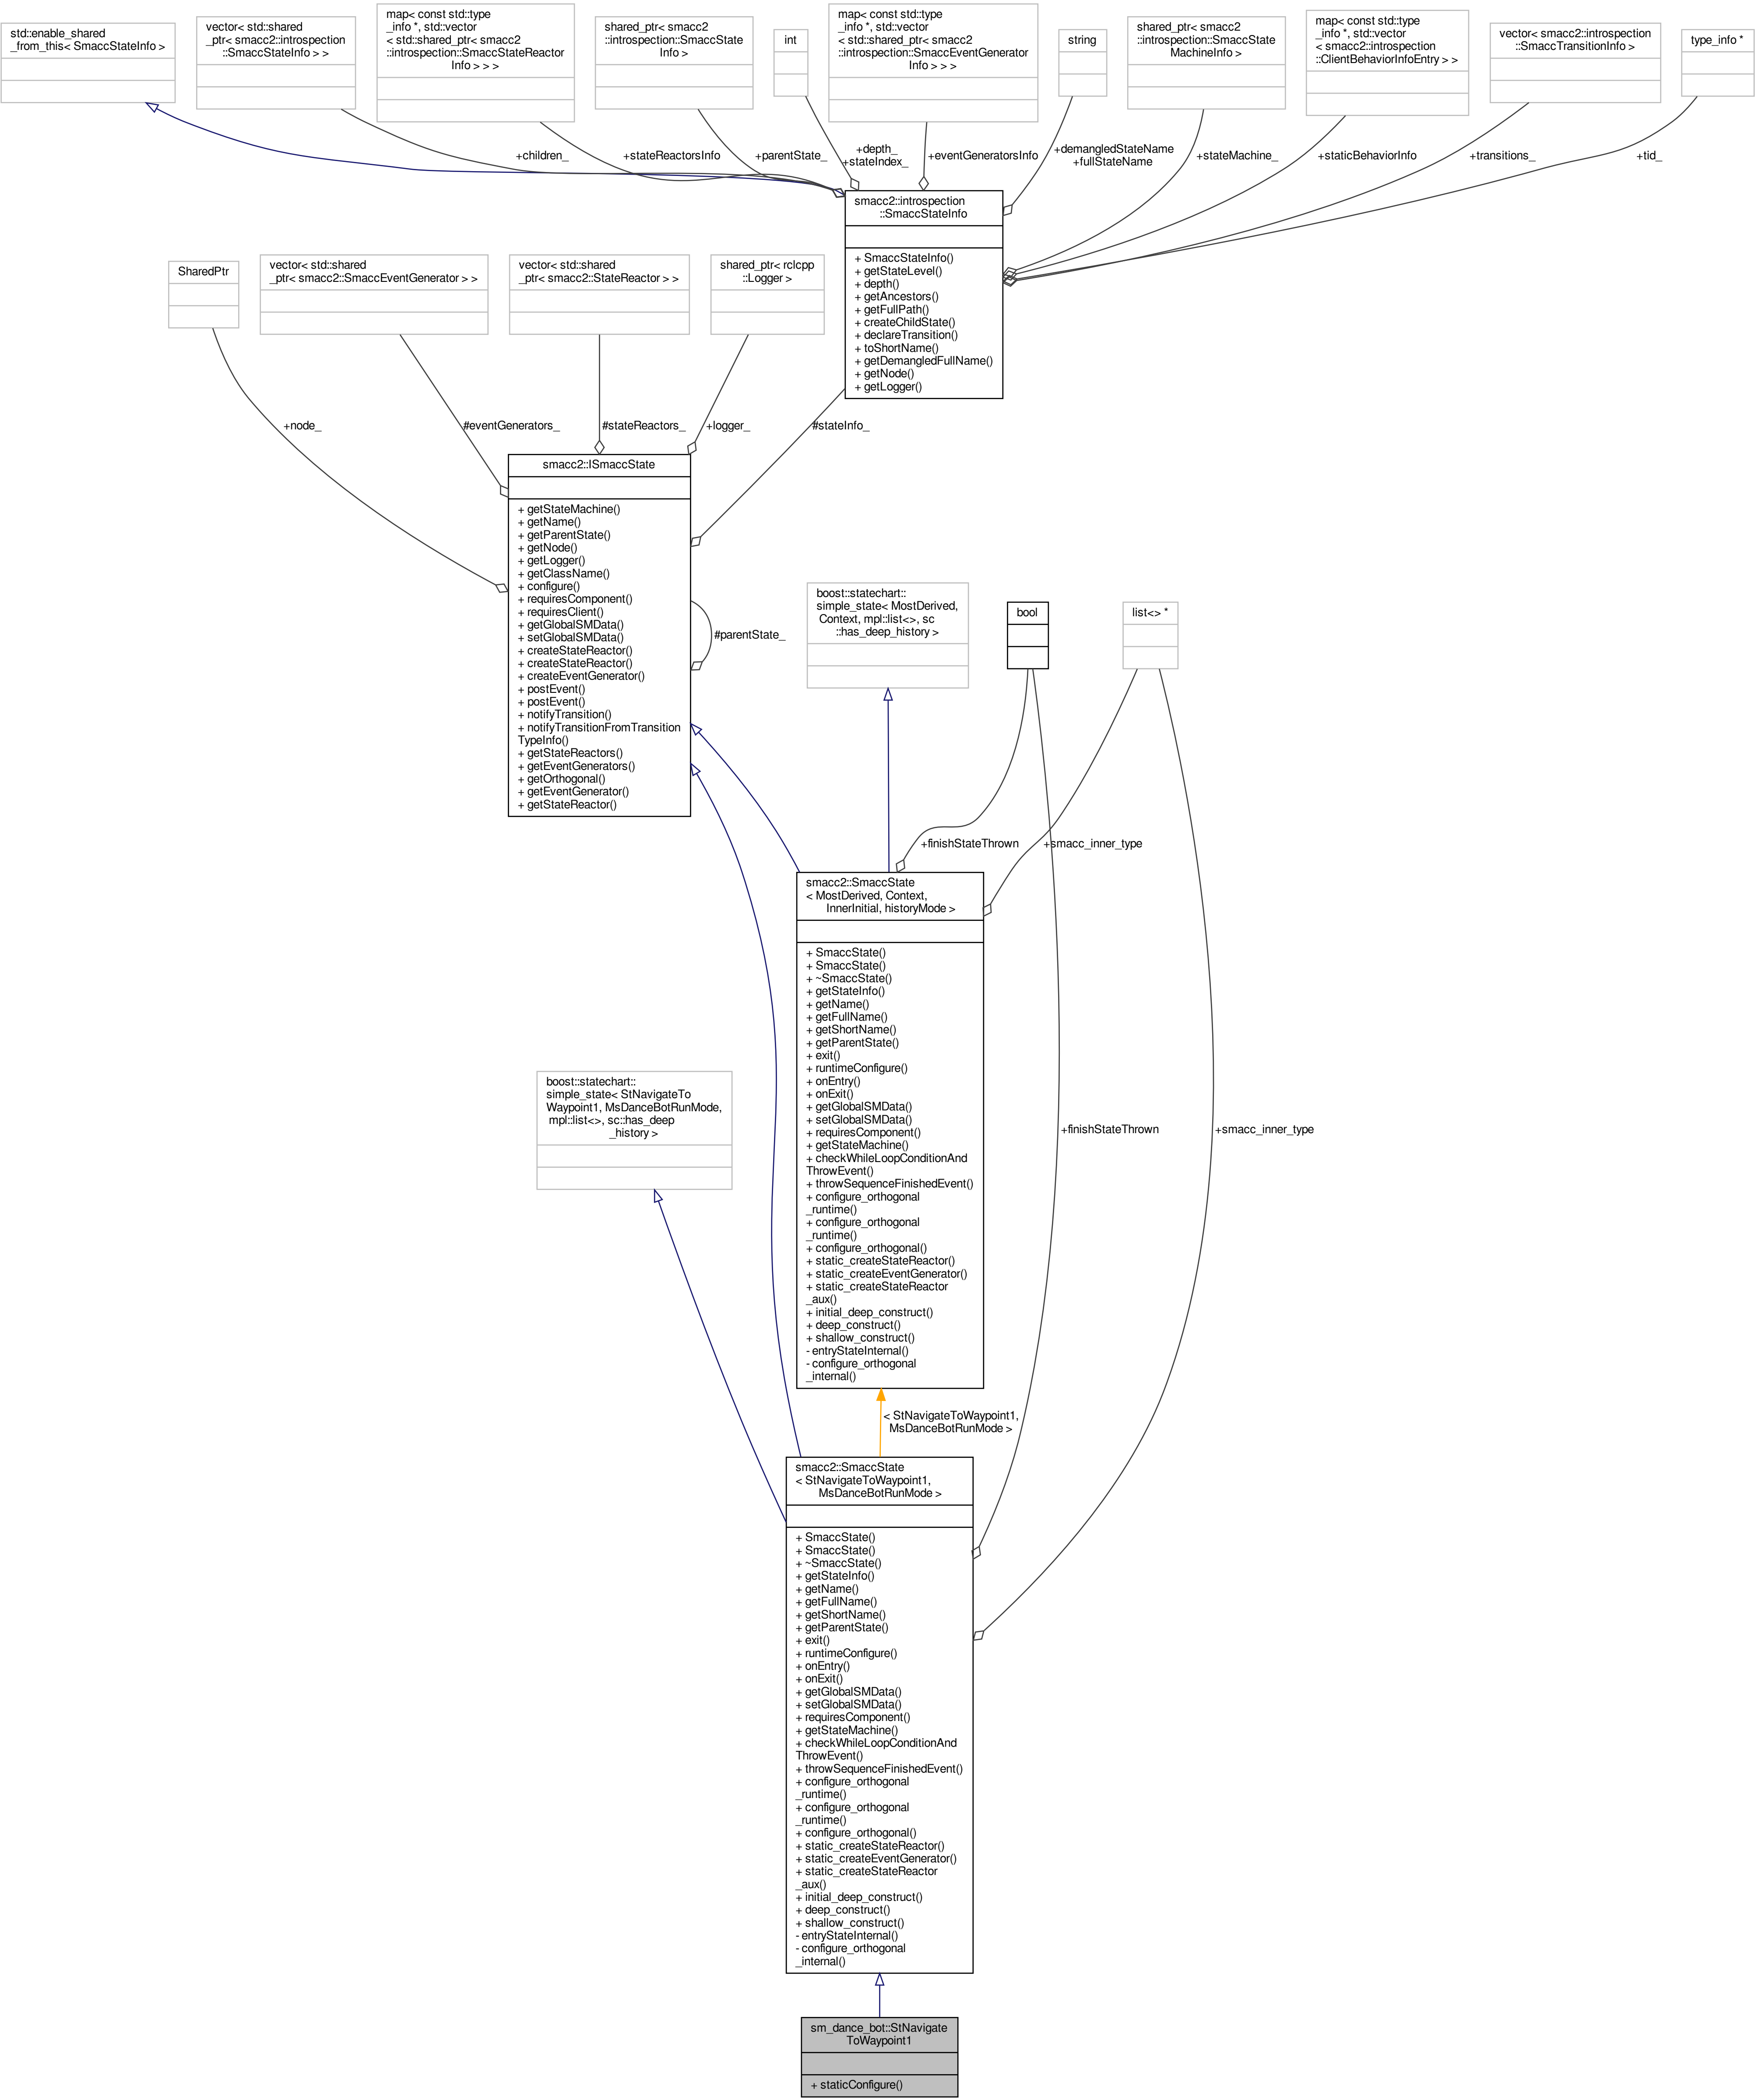 std::enable_shared
_from_this< SmaccStateInfo >
vector< std::shared
_ptr< smacc2::introspection
::SmaccStateInfo > >
map< const std::type
_info *, std::vector
< std::shared_ptr< smacc2
::introspection::SmaccStateReactor
Info > > >
shared_ptr< smacc2
::introspection::SmaccState
Info >
int
map< const std::type
_info *, std::vector
< std::shared_ptr< smacc2
::introspection::SmaccEventGenerator
Info > > >
string
shared_ptr< smacc2
::introspection::SmaccState
MachineInfo >
map< const std::type
_info *, std::vector
< smacc2::introspection
::ClientBehaviorInfoEntry > >
vector< smacc2::introspection
::SmaccTransitionInfo >
type_info *
+children_
+stateReactorsInfo
+parentState_
+depth_
+stateIndex_
+eventGeneratorsInfo
+demangledStateName
+fullStateName
+stateMachine_
+staticBehaviorInfo
+transitions_
+tid_
smacc2::introspection
::SmaccStateInfo
+ SmaccStateInfo()
+ getStateLevel()
+ depth()
+ getAncestors()
+ getFullPath()
+ createChildState()
+ declareTransition()
+ toShortName()
+ getDemangledFullName()
+ getNode()
+ getLogger()
SharedPtr
vector< std::shared
_ptr< smacc2::SmaccEventGenerator > >
vector< std::shared
_ptr< smacc2::StateReactor > >
shared_ptr< rclcpp
::Logger >
+node_
#eventGenerators_
#stateReactors_
+logger_
#stateInfo_
smacc2::ISmaccState
+ getStateMachine()
+ getName()
+ getParentState()
+ getNode()
+ getLogger()
+ getClassName()
+ configure()
+ requiresComponent()
+ requiresClient()
+ getGlobalSMData()
+ setGlobalSMData()
+ createStateReactor()
+ createStateReactor()
+ createEventGenerator()
+ postEvent()
+ postEvent()
+ notifyTransition()
+ notifyTransitionFromTransition
TypeInfo()
+ getStateReactors()
+ getEventGenerators()
+ getOrthogonal()
+ getEventGenerator()
+ getStateReactor()
#parentState_
boost::statechart::
simple_state< MostDerived,
Context, mpl::list<>, sc
::has_deep_history >
bool
list<> *
+finishStateThrown
+smacc_inner_type
smacc2::SmaccState
< MostDerived, Context,
InnerInitial, historyMode >
+ SmaccState()
+ SmaccState()
+ ~SmaccState()
+ getStateInfo()
+ getName()
+ getFullName()
+ getShortName()
+ getParentState()
+ exit()
+ runtimeConfigure()
+ onEntry()
+ onExit()
+ getGlobalSMData()
+ setGlobalSMData()
+ requiresComponent()
+ getStateMachine()
+ checkWhileLoopConditionAnd
ThrowEvent()
+ throwSequenceFinishedEvent()
+ configure_orthogonal
_runtime()
+ configure_orthogonal
_runtime()
+ configure_orthogonal()
+ static_createStateReactor()
+ static_createEventGenerator()
+ static_createStateReactor
_aux()
+ initial_deep_construct()
+ deep_construct()
+ shallow_construct()
- entryStateInternal()
- configure_orthogonal
_internal()
boost::statechart::
simple_state< StNavigateTo
Waypoint1, MsDanceBotRunMode,
mpl::list<>, sc::has_deep
_history >
+finishStateThrown
+smacc_inner_type
< StNavigateToWaypoint1,
MsDanceBotRunMode >
smacc2::SmaccState
< StNavigateToWaypoint1,
MsDanceBotRunMode >
+ SmaccState()
+ SmaccState()
+ ~SmaccState()
+ getStateInfo()
+ getName()
+ getFullName()
+ getShortName()
+ getParentState()
+ exit()
+ runtimeConfigure()
+ onEntry()
+ onExit()
+ getGlobalSMData()
+ setGlobalSMData()
+ requiresComponent()
+ getStateMachine()
+ checkWhileLoopConditionAnd
ThrowEvent()
+ throwSequenceFinishedEvent()
+ configure_orthogonal
_runtime()
+ configure_orthogonal
_runtime()
+ configure_orthogonal()
+ static_createStateReactor()
+ static_createEventGenerator()
+ static_createStateReactor
_aux()
+ initial_deep_construct()
+ deep_construct()
+ shallow_construct()
- entryStateInternal()
- configure_orthogonal
_internal()
sm_dance_bot::StNavigate
ToWaypoint1
+ staticConfigure()